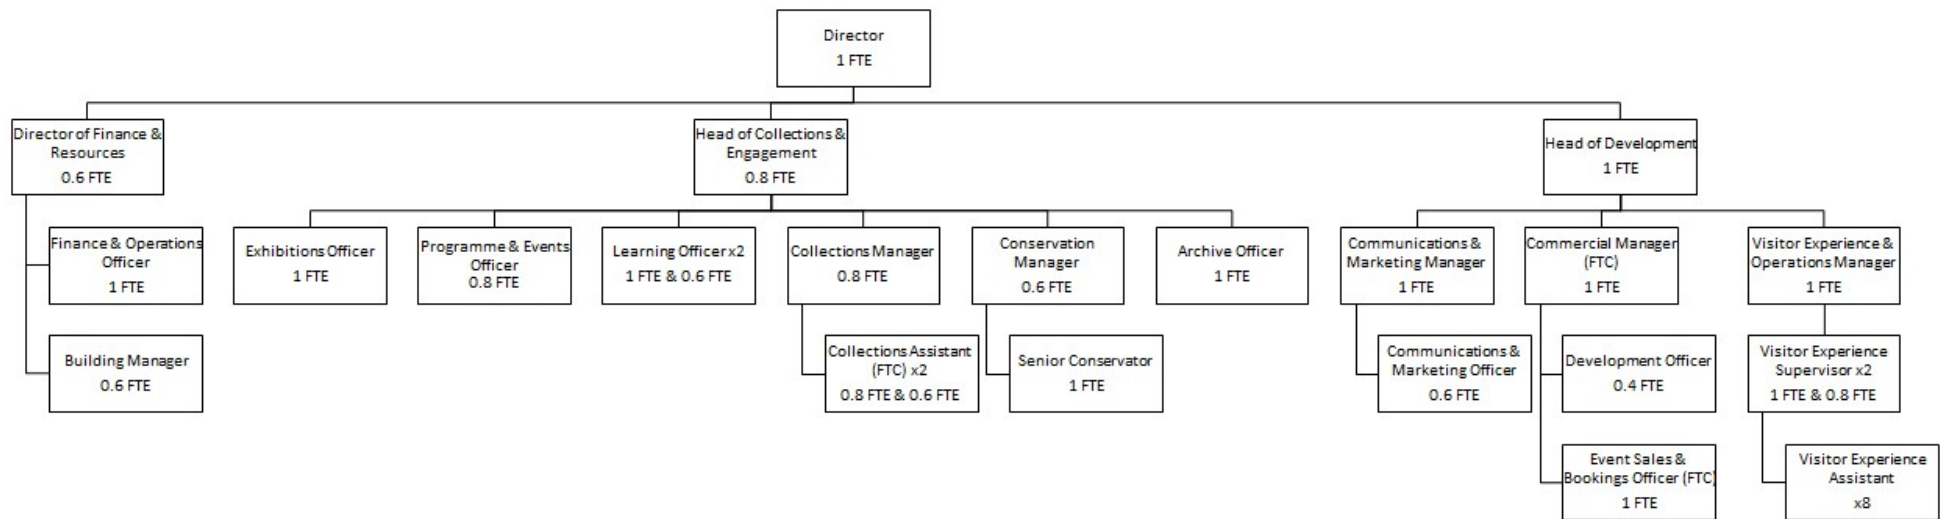 Director
1 FTE
Director of Finance &
Resources
0.6 FTE
Head of Collections &
Engagement
0.8 FTE
Head of Development
1 FTE
Finance & Operations
Officer
1 FTE
Exhibitions Officer
1 FTE
Programme & Events
Officer
0.8 FTE
Learning Officer x2
1 FTE & 0.6 FTE
Collections Manager
0.8 FTE
Conservation
Manager
0.6 FTE
Archive Officer
1 FTE
Communications &
Marketing Manager
1 FTE
Commercial Manager
(FTC)
1 FTE
Visitor Experience &
Operations Manager
1 FTE
Building Manager
0.6 FTE
Collections Assistant
(FTC) x2
0.8 FTE & 0.6 FTE
Senior Conservator
1 FTE
Communications &
Marketing Officer
0.6 FTE
Development Officer
0.4 FTE
Visitor Experience
Supervisor x2
1 FTE & 0.8 FTE
Event Sales &
Bookings Officer (FTC)
1 FTE
Visitor Experience
Assistant
x8